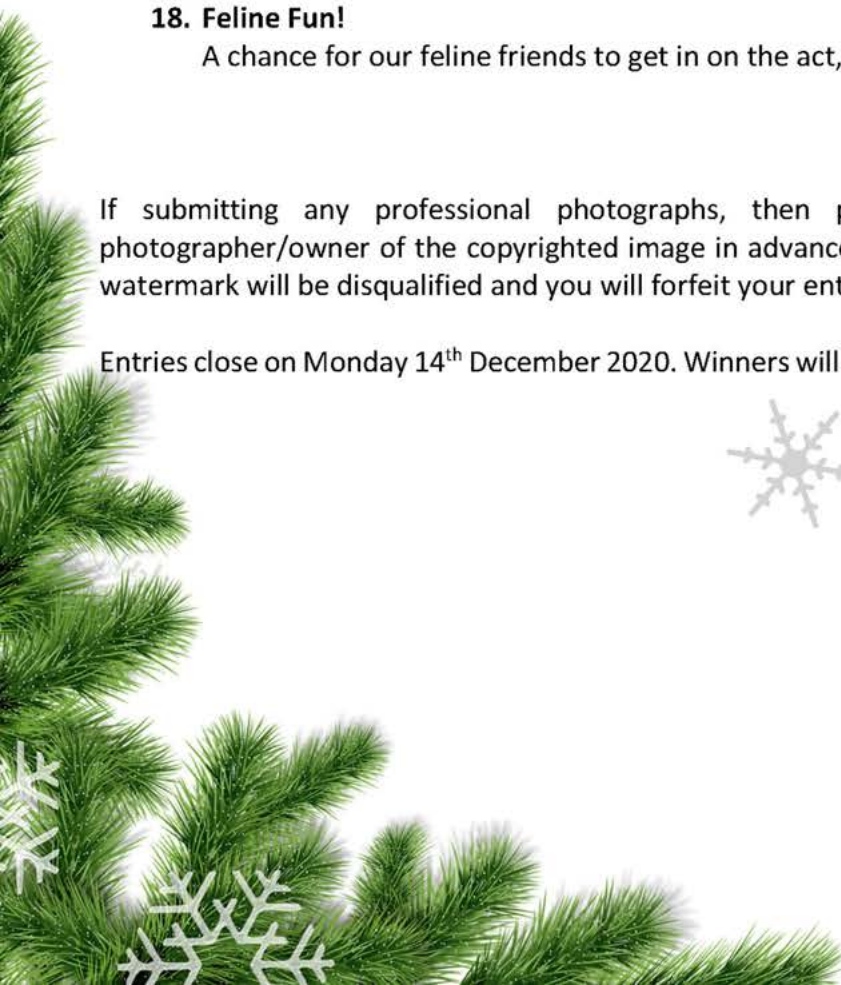 18. Feline Fun!
A chance for our feline friends to get in on the act,
If submitting any professional photographs, then
photographer/owner of the copyrighted image in advance
watermark will be disqualified and you will forfeit your
Entries close on Monday 14th December 2020. Winners will